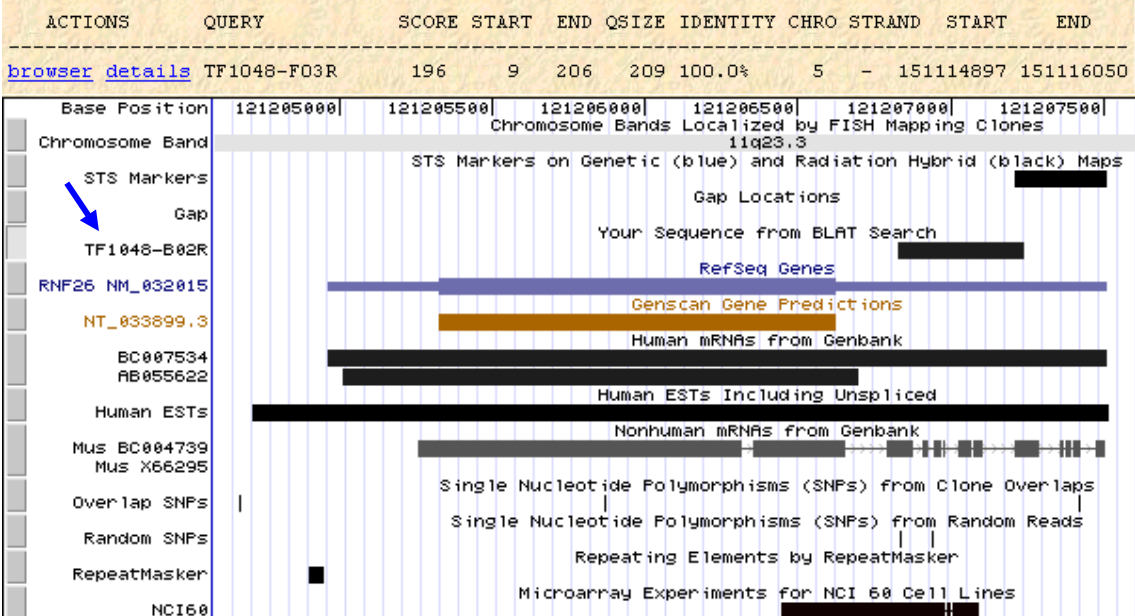 ACTIONS QUERY SCORE START END QSIZE IDENTITY CHRO STRAND START END
browser details TF1048-F03R 196 9 206 209 100.0% 5 - 151114897 151116050
Base Position 121205000| 121205500| 121206000| 121206500| 121207000| 121207500|
Chromosome Bands Localized by FISH Mapping Clones
Chromosome Band 11q23.3
STS Markers on Genetic (blue) and Radiation Hybrid (black) Maps
STS Markers
Gap Locations
Gap
Your Sequence from BLAT Search
TF1048-B02R
RefSeq Genes
RNF26 NM_032015
Genscan Gene Predictions
NT_033899.3
Human mRNAs from Genbank
BC007534
AB055622
Human ESTs Including Unspliced
Human ESTs
Nonhuman mRNAs from Genbank
Mus BC004739
Mus X66295
Single Nucleotide Polymorphisms (SNPs) from Clone Overlaps
Overlap SNPs
Single Nucleotide Polymorphisms (SNPs) from Random Reads
Random SNPs
Repeating Elements by RepeatMasker
RepeatMasker
Microarray Experiments for NCI 60 Cell Lines
NCI60